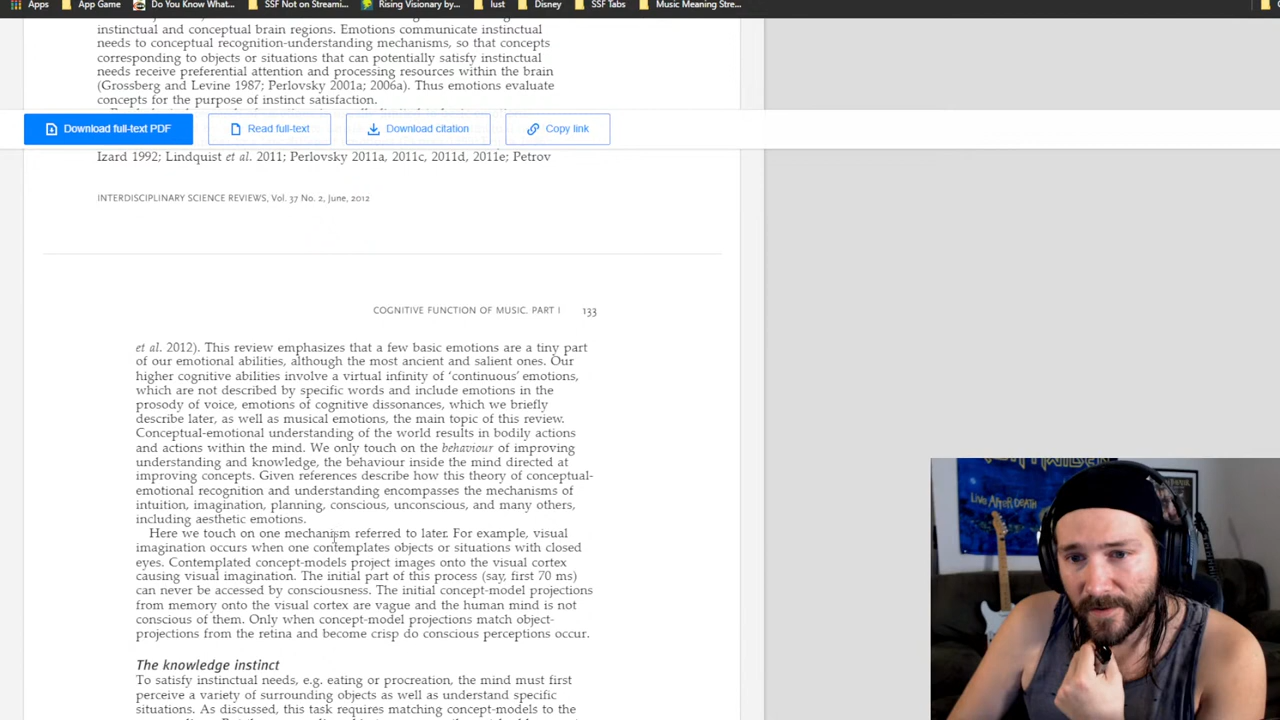 Apps
App Game
Do You Know What...
SSF Not on Streami...
Rising Visionary by...
lust
Disney
SSF Tabs
Music Meaning Stre...
instinctual and conceptual brain regions. Emotions communicate instinctual
needs to conceptual recognition-understanding mechanisms, so that concepts
corresponding to objects or situations that can potentially satisfy instinctual
needs receive preferential attention and processing resources within the brain
(Grossberg and Levine 1987; Perlovsky 2001a; 2006a). Thus emotions evaluate
concepts for the purpose of instinct satisfaction.
Download full-text PDF
Read full-text
Download citation
Copy link
Izard 1992; Lindquist et al. 2011; Perlovsky 2011a, 2011c, 2011d, 2011e; Petrov
INTERDISCIPLINARY SCIENCE REVIEWS, Vol. 37 No. 2, June, 2012
COGNITIVE FUNCTION OF MUSIC. PART I 133
et al. 2012). This review emphasizes that a few basic emotions are a tiny part
of our emotional abilities, although the most ancient and salient ones. Our
higher cognitive abilities involve a virtual infinity of 'continuous' emotions,
which are not described by specific words and include emotions in the
prosody of voice, emotions of cognitive dissonances, which we briefly
describe later, as well as musical emotions, the main topic of this review.
Conceptual-emotional understanding of the world results in bodily actions
and actions within the mind. We only touch on the behaviour of improving
understanding and knowledge, the behaviour inside the mind directed at
improving concepts. Given references describe how this theory of conceptual-
emotional recognition and understanding encompasses the mechanisms of
intuition, imagination, planning, conscious, unconscious, and many others,
including aesthetic emotions.
Here we touch on one mechanism referred to later. For example, visual
imagination occurs when one contemplates objects or situations with closed
eyes. Contemplated concept-models project images onto the visual cortex
causing visual imagination. The initial part of this process (say, first 70 ms)
can never be accessed by consciousness. The initial concept-model projections
from memory onto the visual cortex are vague and the human mind is not
conscious of them. Only when concept-model projections match object-
projections from the retina and become crisp do conscious perceptions occur.
The knowledge instinct
To satisfy instinctual needs, e.g. eating or procreation, the mind must first
perceive a variety of surrounding objects as well as understand specific
situations. As discussed, this task requires matching concept-models to the
LIVE AFTER DEATH